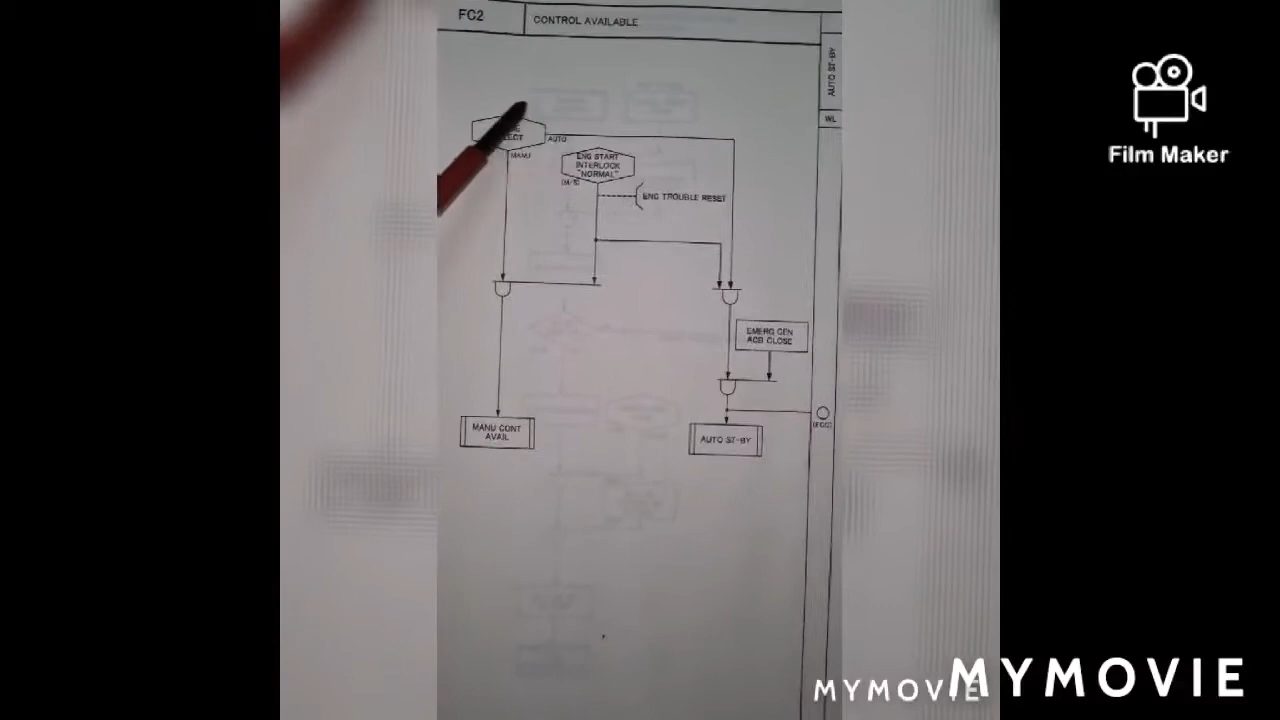 FC2
CONTROL AVAILABLE
AUTO ST-BY
WL
AUTO
MANU
ENG START
INTERLOCK
"NORMAL"
(M/S)
ENG TROUBLE RESET
EMERG GEN
ACB CLOSE
MANU CONT
AVAIL
AUTO ST-BY
Film Maker
MYMOVIE
MYMOVIE